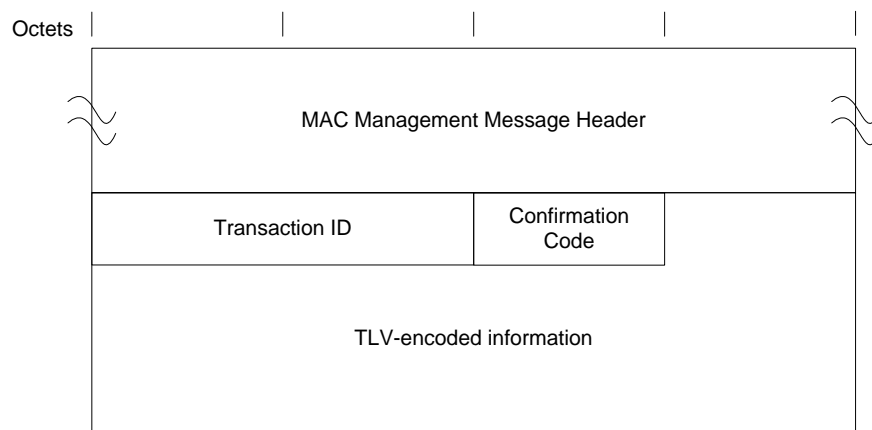 Octets
MAC Management Message Header
Transaction ID
Confirmation
Code
TLV-encoded information